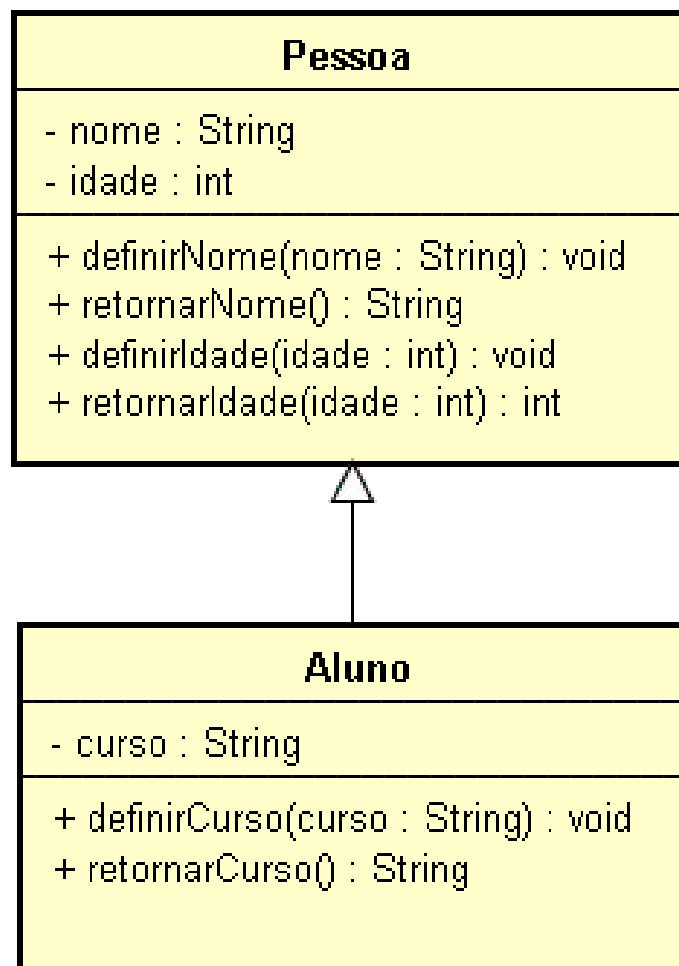 Pessoa
- nome : String
- idade : int
+ definirNome(nome : String) : void
+ retornarNome() : String
+ definirIdade(idade : int) : void
+ retornarIdade(idade : int) : int
Aluno
- curso : String
+ definirCurso(curso : String) : void
+ retornarCurso() : String